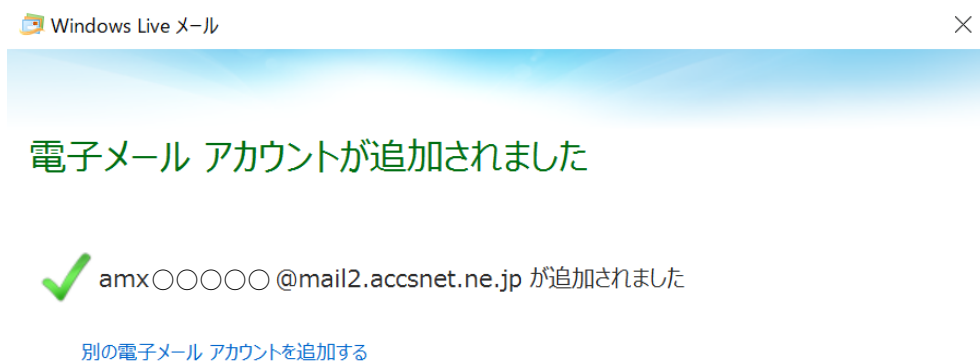 Windows Live メール
電子メール アカウントが追加されました
amx○○○○○@mail2.accsnet.ne.jp が追加されました
別の電子メール アカウントを追加する